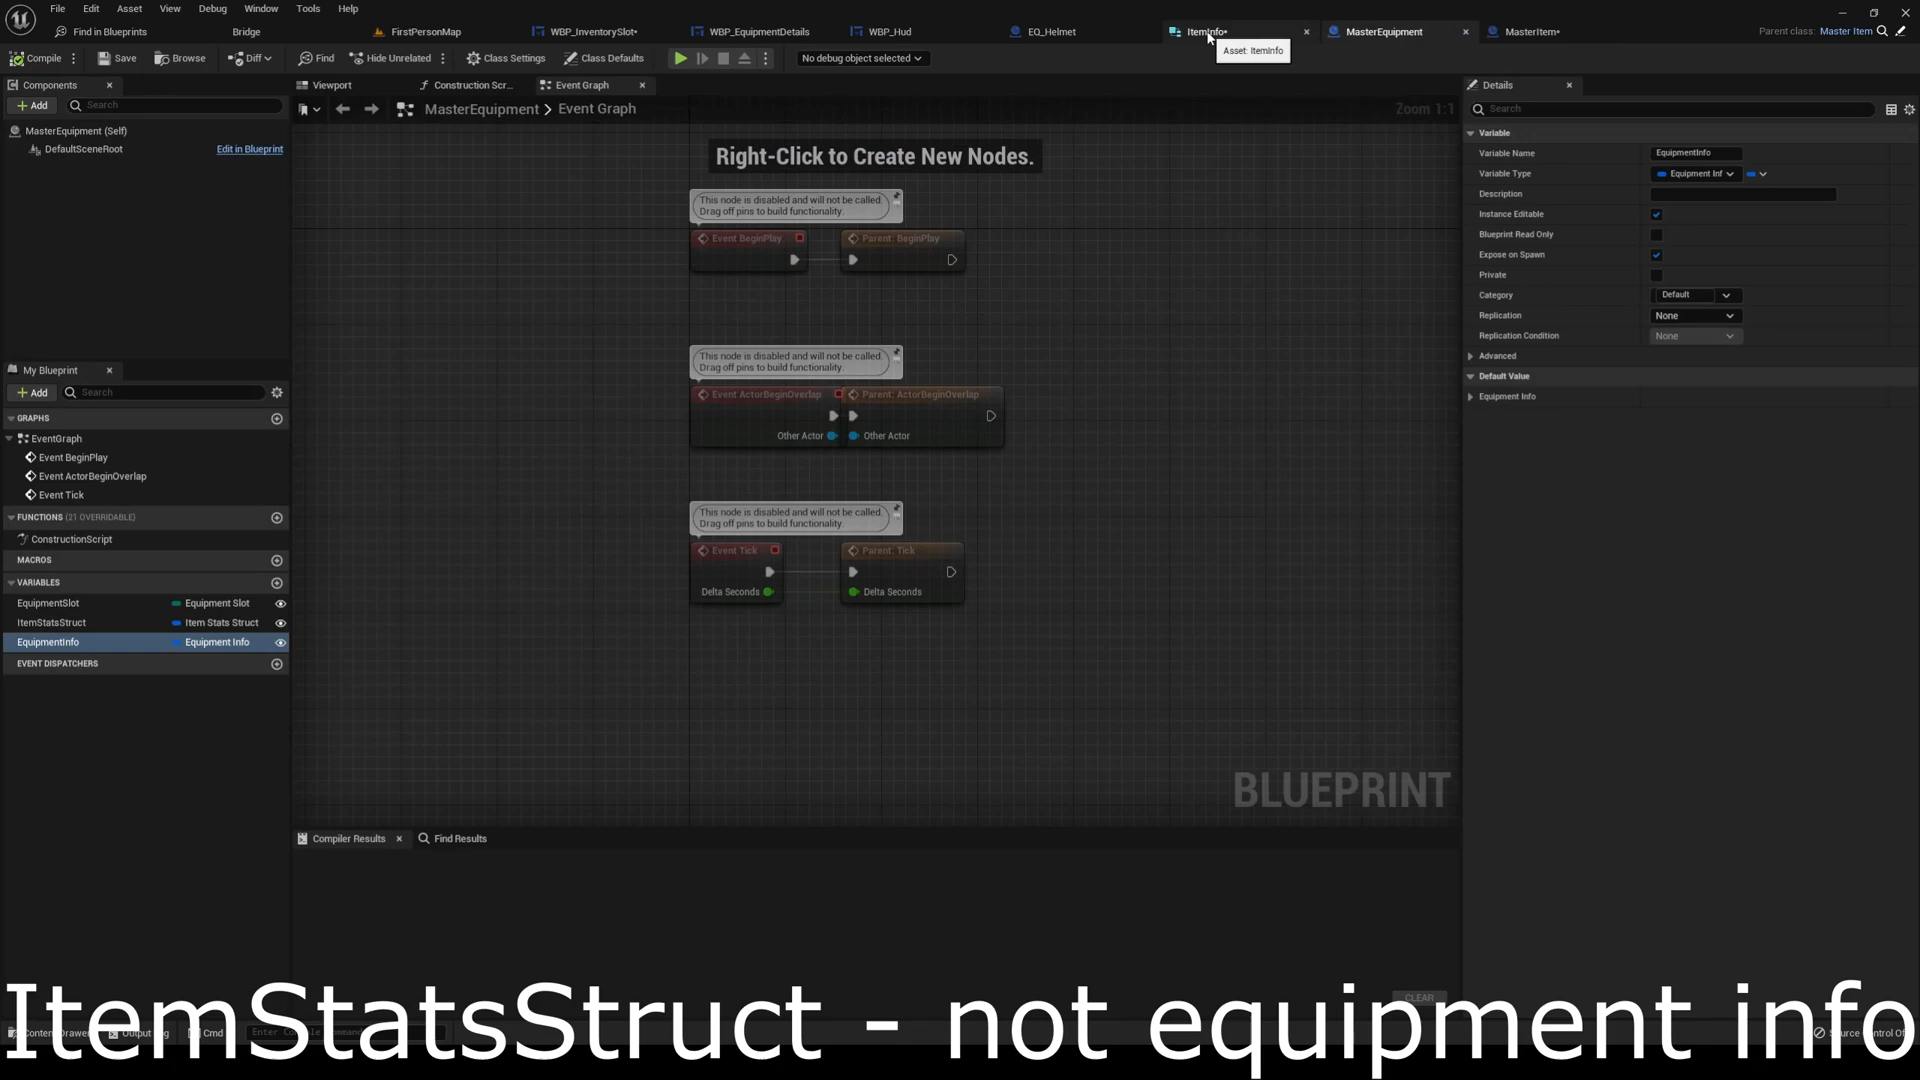 File Edit Asset View Debug Window Tools Help
Find in Blueprints Bridge FirstPersonMap WBP_InventorySlot• WBP_EquipmentDetails WBP_Hud EQ_Helmet ItemInfo• MasterEquipment MasterItem• Parent class: Master Item
Asset: ItemInfo
Compile Save Browse Diff Find Hide Unrelated Class Settings Class Defaults No debug object selected
Components
Add Search
MasterEquipment (Self)
DefaultSceneRoot Edit in Blueprint
My Blueprint
Add Search
GRAPHS
EventGraph
Event BeginPlay
Event ActorBeginOverlap
Event Tick
FUNCTIONS (21 OVERRIDABLE)
ConstructionScript
MACROS
VARIABLES
EquipmentSlot Equipment Slot
ItemStatsStruct Item Stats Struct
EquipmentInfo Equipment Info
EVENT DISPATCHERS
Viewport Construction Scr... Event Graph
MasterEquipment > Event Graph Zoom 1:1
Right-Click to Create New Nodes.
This node is disabled and will not be called.
Drag off pins to build functionality.
Event BeginPlay Parent: BeginPlay
This node is disabled and will not be called.
Drag off pins to build functionality.
Event ActorBeginOverlap Parent: ActorBeginOverlap
Other Actor Other Actor
This node is disabled and will not be called.
Drag off pins to build functionality.
Event Tick Parent: Tick
Delta Seconds Delta Seconds
BLUEPRINT
Compiler Results Find Results
CLEAR
Details
Search
Variable
Variable Name EquipmentInfo
Variable Type Equipment Inf
Description
Instance Editable
Blueprint Read Only
Expose on Spawn
Private
Category Default
Replication None
Replication Condition None
Advanced
Default Value
Equipment Info
ItemStatsStruct - not equipment info
Cmd